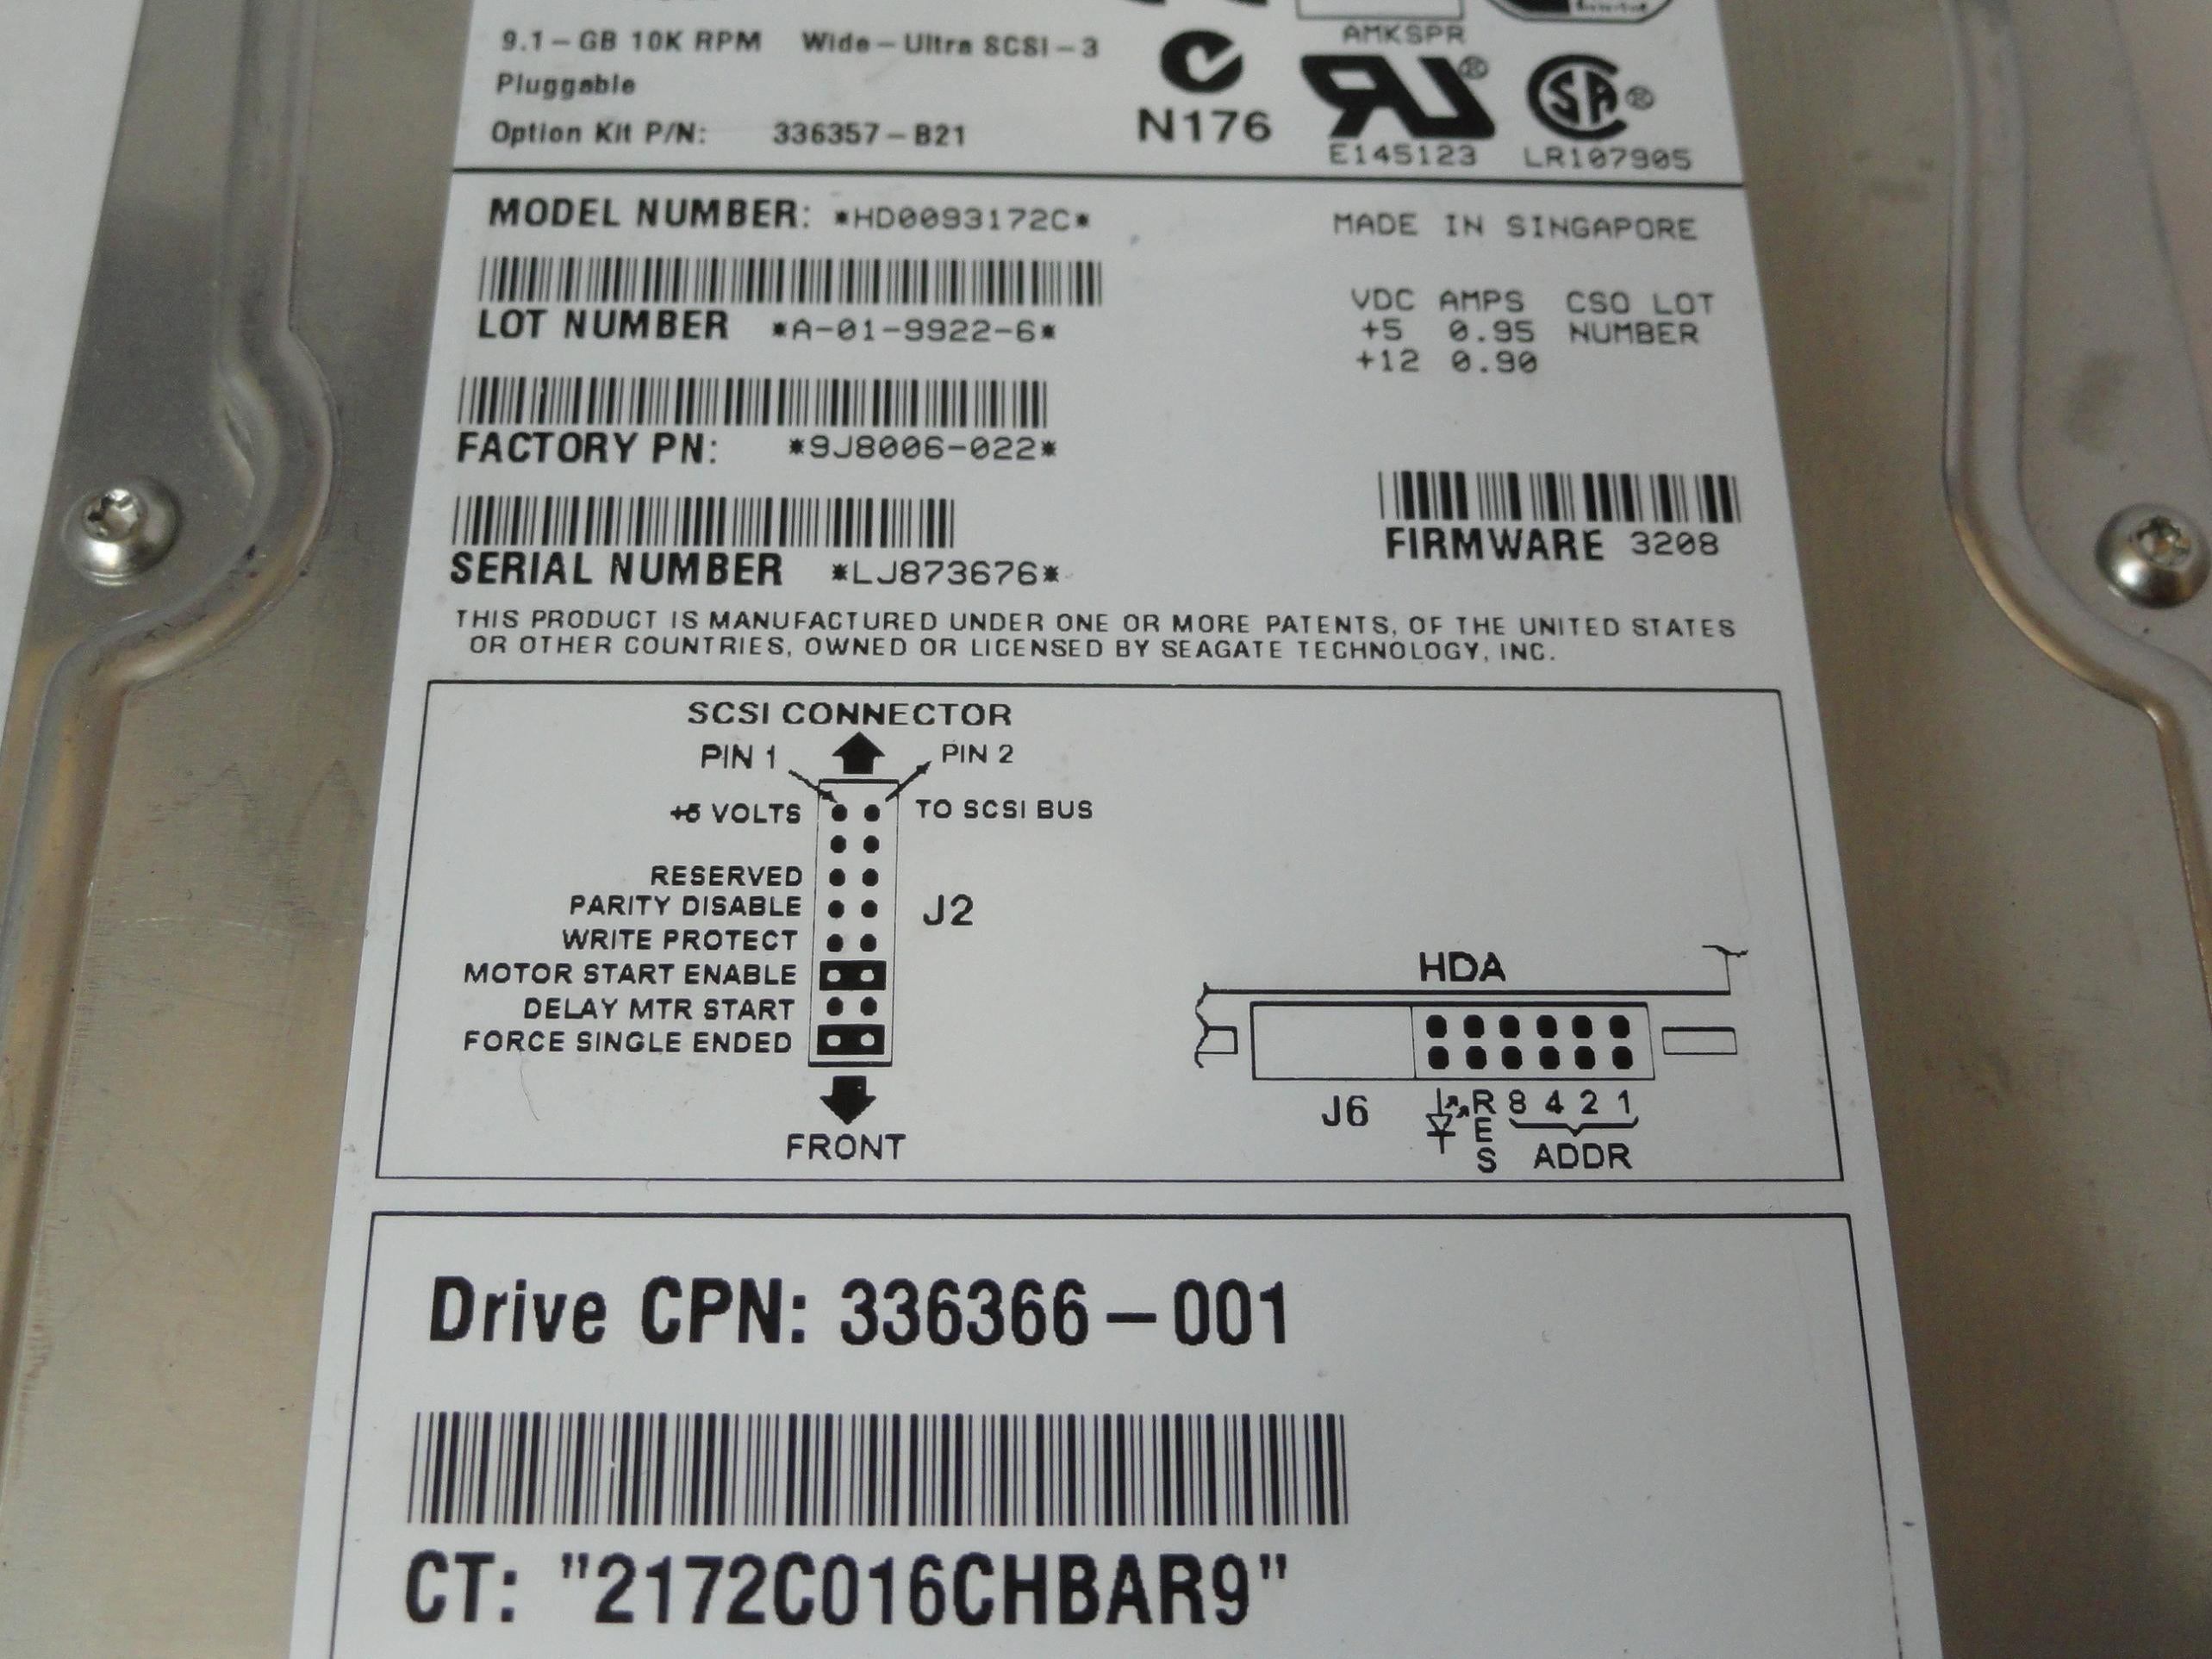 9.1-GB 10K RPM Wide-Ultra SCSI-3
Pluggable
Option Kit P/N: 336357-B21
N176
AMKSPR
RU®
E145123
SA®
LR107905
MODEL NUMBER: *HD0093172C*
MADE IN SINGAPORE
LOT NUMBER *A-01-9922-6*
VDC AMPS CSO LOT
+5 0.95 NUMBER
+12 0.90
FACTORY PN: *9J8006-022*
SERIAL NUMBER *LJ873676*
FIRMWARE 3208
THIS PRODUCT IS MANUFACTURED UNDER ONE OR MORE PATENTS, OF THE UNITED STATES
OR OTHER COUNTRIES, OWNED OR LICENSED BY SEAGATE TECHNOLOGY, INC.
SCSI CONNECTOR
PIN 1 PIN 2
+5 VOLTS TO SCSI BUS
RESERVED
PARITY DISABLE
J2
WRITE PROTECT
MOTOR START ENABLE
DELAY MTR START
FORCE SINGLE ENDED
FRONT
HDA
J6
RES 8 4 2 1
ADDR
Drive CPN: 336366-001
CT: "2172C016CHBAR9"